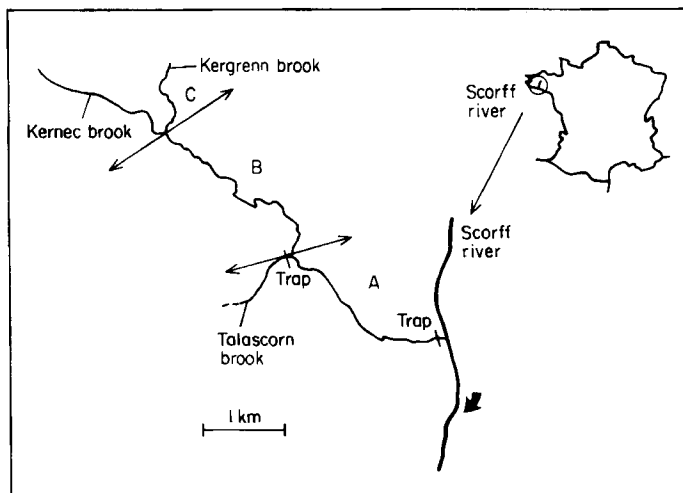 Kergrenn brook
C
Kernec brook
B
Scorff
river
Scorff
river
Trap
A
Trap
Talascorn
brook
1 km